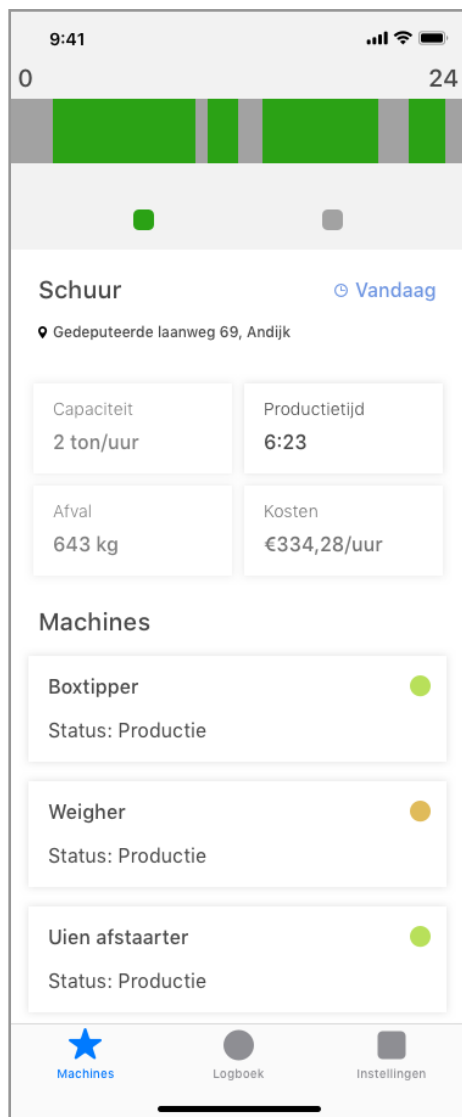 9:41
0 24
Schuur Vandaag
Gedeputeerde laanweg 69, Andijk
Capaciteit Productietijd
2 ton/uur 6:23
Afval Kosten
643 kg €334,28/uur
Machines
Boxtipper
Status: Productie
Weigher
Status: Productie
Uien afstaarter
Status: Productie
Machines Logboek Instellingen